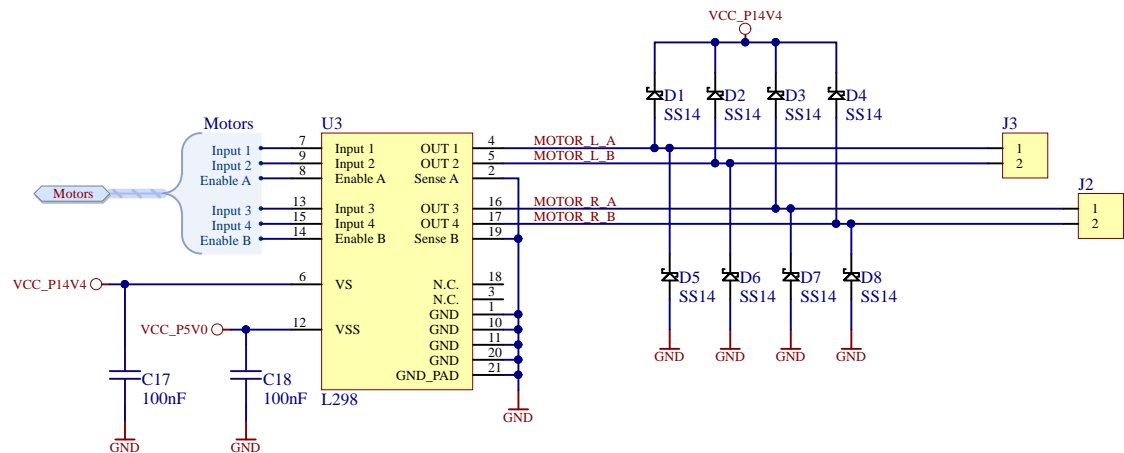 VCC_P14V4
D1 D2 D3 D4
SS14 SS14 SS14 SS14
Motors U3 J3
Input 1 7 Input 1 OUT 1 4 MOTOR_L_A 1
Input 2 9 Input 2 OUT 2 5 MOTOR_L_B 2
Enable A 8 Enable A Sense A 2
Motors
J2
Input 3 13 Input 3 OUT 3 16 MOTOR_R_A 1
Input 4 15 Input 4 OUT 4 17 MOTOR_R_B 2
Enable B 14 Enable B Sense B 19
VCC_P14V4 6 VS N.C. 18
D5 D6 D7 D8
SS14 SS14 SS14 SS14
N.C. 3
GND 1
VCC_P5V0 12 VSS GND 10
GND 11
GND 20
GND GND GND GND
GND_PAD 21
C17 C18
100nF 100nF
L298
GND
GND GND